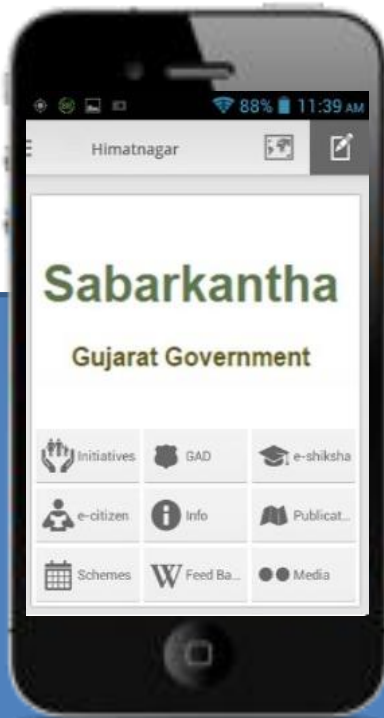 88% 11:39 AM
Himatnagar
Sabarkantha
Gujarat Government
Initiatives GAD e-shiksha
e-citizen Info Publicat...
Schemes W Feed Ba... Media